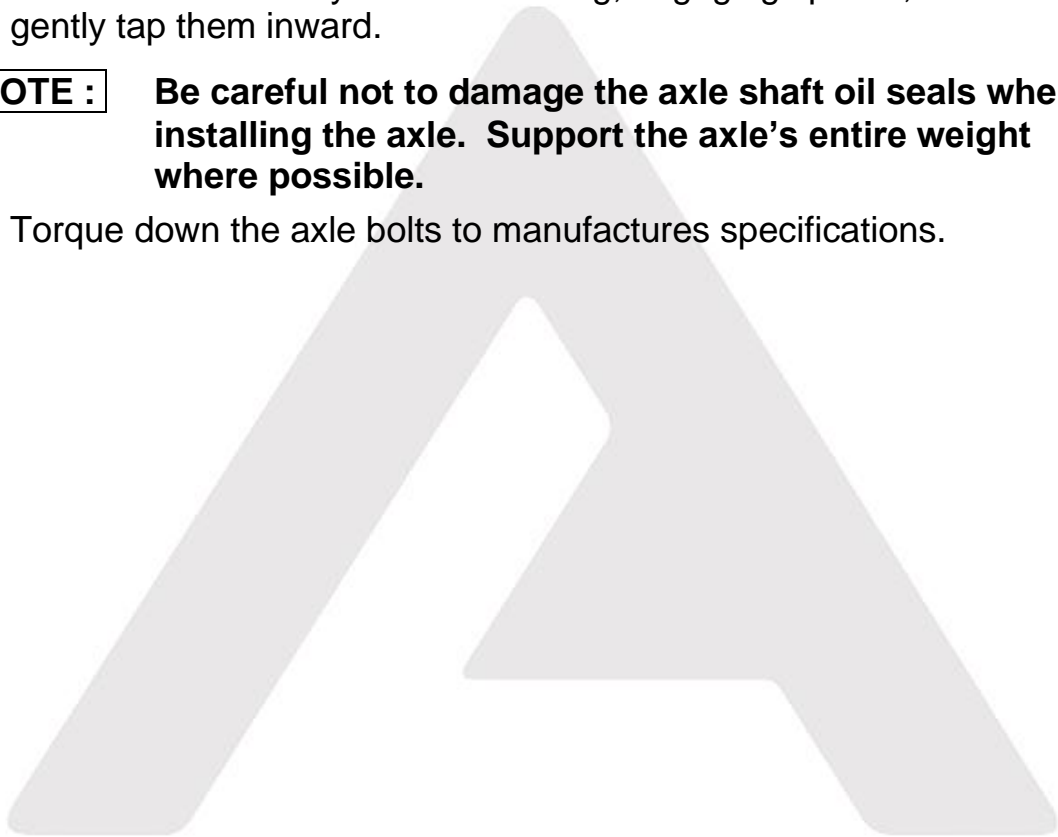 gently tap them inward.
OTE : Be careful not to damage the axle shaft oil seals whe
installing the axle. Support the axle's entire weight
where possible.
Torque down the axle bolts to manufactures specifications.